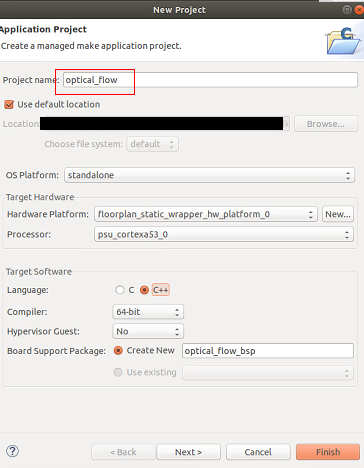 New Project
Application Project
Create a managed make application project.
Project name: optical_flow
Use default location
Location: Browse...
Choose file system: default
OS Platform: standalone
Target Hardware
Hardware Platform: floorplan_static_wrapper_hw_platform_0 New...
Processor: psu_cortexa53_0
Target Software
Language: C C++
Compiler: 64-bit
Hypervisor Guest: No
Board Support Package: Create New optical_flow_bsp
Use existing
? < Back Next > Cancel Finish